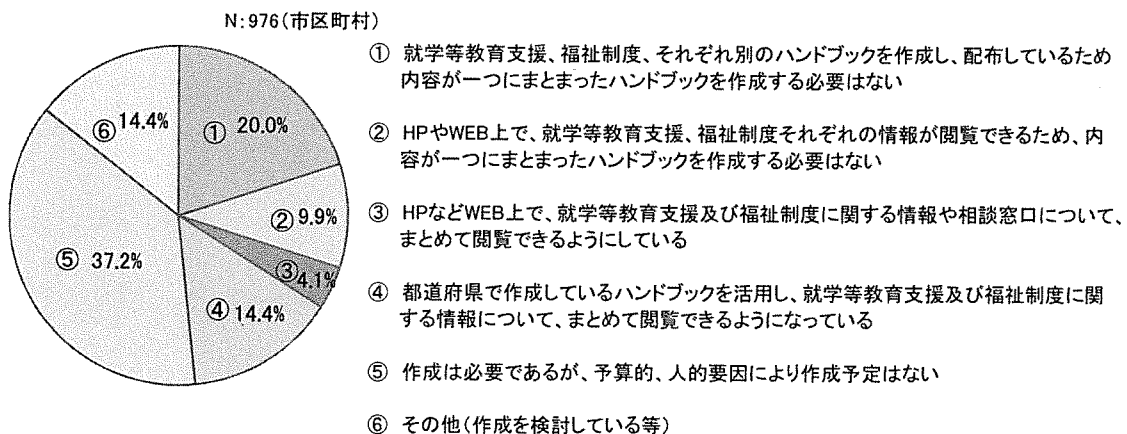 N:976(市区町村)
① 20.0%
② 9.9%
③ 4.1%
④ 14.4%
⑤ 37.2%
⑥ 14.4%
① 就学等教育支援、福祉制度、それぞれ別のハンドブックを作成し、配布しているため
内容が一つにまとまったハンドブックを作成する必要はない
② HPやWEB上で、就学等教育支援、福祉制度それぞれの情報が閲覧できるため、内
容が一つにまとまったハンドブックを作成する必要はない
③ HPなどWEB上で、就学等教育支援及び福祉制度に関する情報や相談窓口について、
まとめて閲覧できるようにしている
④ 都道府県で作成しているハンドブックを活用し、就学等教育支援及び福祉制度に関
する情報について、まとめて閲覧できるようになっている
⑤ 作成は必要であるが、予算的、人的要因により作成予定はない
⑥ その他(作成を検討している等)